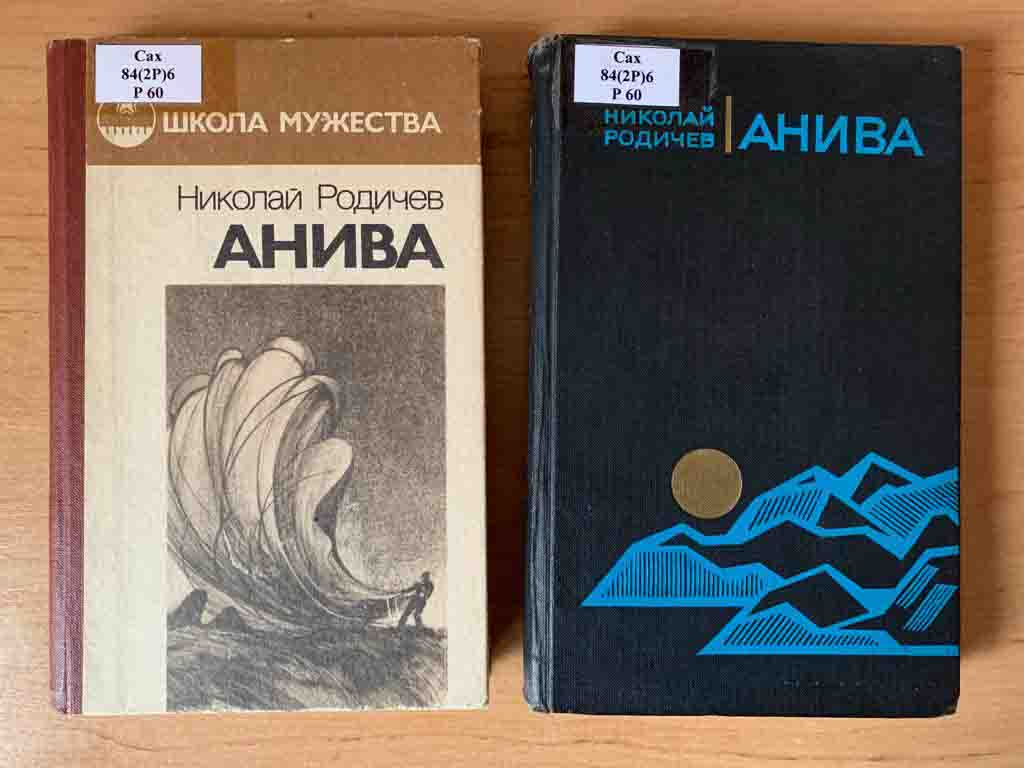 Сах
84(2Р)6
Р 60
ШКОЛА МУЖЕСТВА
Николай Родичев
АНИВА
Сах
84(2Р)6
Р 60
НИКОЛАЙ
РОДИЧЕВ
АНИВА